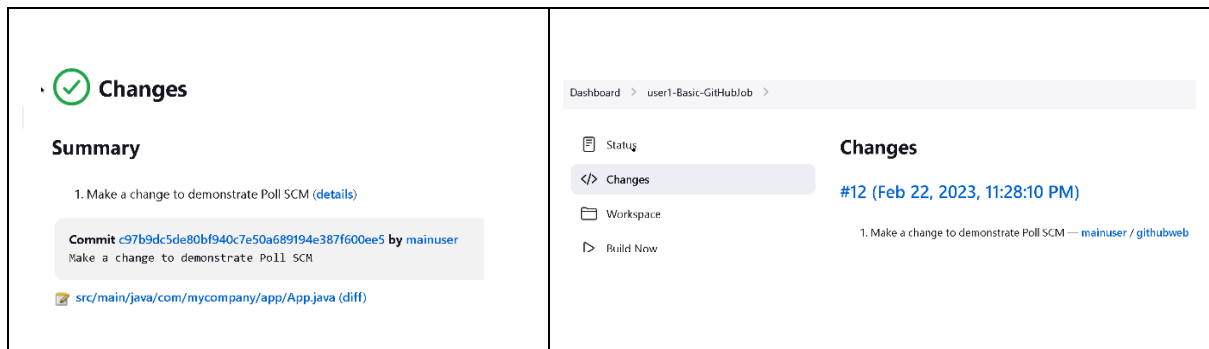 Changes
Summary
1. Make a change to demonstrate Poll SCM (details)
Commit c97b9dc5de80bf940c7e50a689194e387f600ee5 by mainuser
Make a change to demonstrate Poll SCM
src/main/java/com/mycompany/app/App.java (diff)
Dashboard > user1-Basic-GitHubJob >
Status
Changes
Workspace
Build Now
Changes
#12 (Feb 22, 2023, 11:28:10 PM)
1. Make a change to demonstrate Poll SCM — mainuser / githubweb